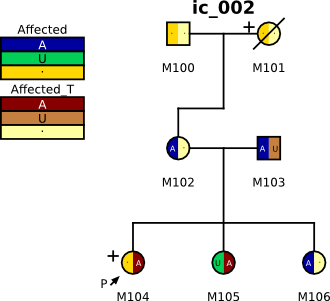 ic_002
Affected
A
U
.
Affected_T
A
U
.
+
M100
M101
A .
A U
M102
M103
+
. A
U A
A .
P
M104
M105
M106